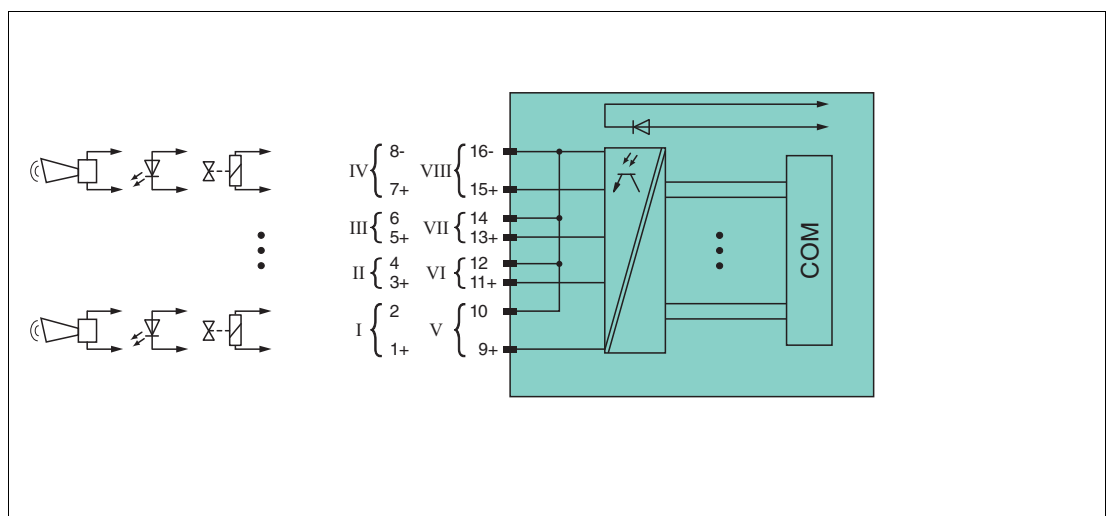 IV 8- VIII 16-
7+ 15+
III 6 VII 14
5+ 13+
II 4 VI 12
3+ 11+
I 2 V 10
1+ 9+
COM